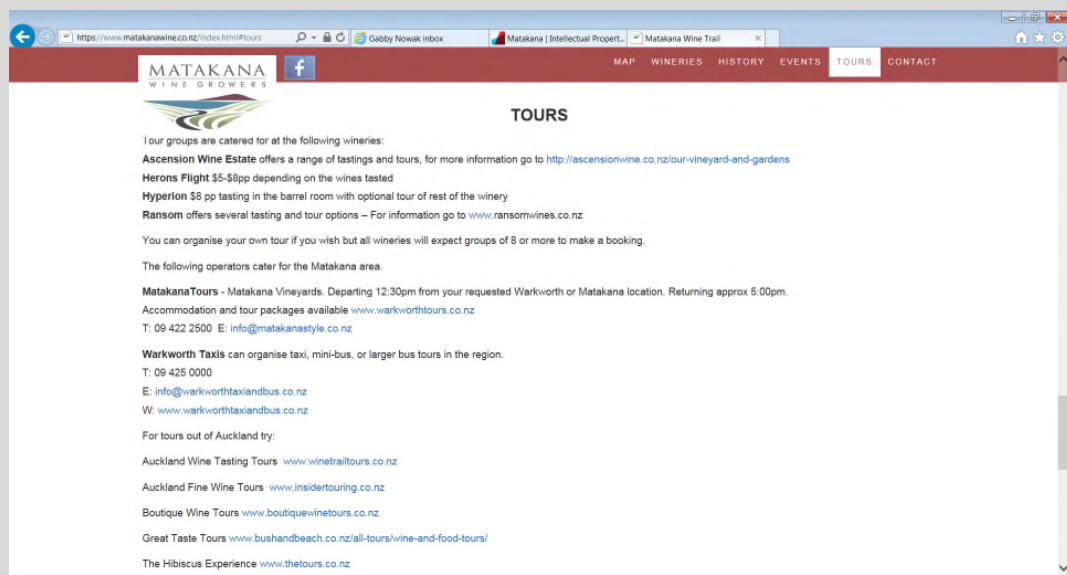 https://www.matakanawine.co.nz/index.html#tours
Gabby Nowak inbox
Matakana | Intellectual Propert...
Matakana Wine Trail
MATAKANA
WINE GROWERS
f
MAP WINERIES HISTORY EVENTS TOURS CONTACT
TOURS
Tour groups are catered for at the following wineries:
Ascension Wine Estate offers a range of tastings and tours, for more information go to http://ascensionwine.co.nz/our-vineyard-and-gardens
Herons Flight $5-$8pp depending on the wines tasted
Hyperion $8 pp tasting in the barrel room with optional tour of rest of the winery
Ransom offers several tasting and tour options – For information go to www.ransomwines.co.nz
You can organise your own tour if you wish but all wineries will expect groups of 8 or more to make a booking.
The following operators cater for the Matakana area.
MatakanaTours - Matakana Vineyards. Departing 12:30pm from your requested Warkworth or Matakana location. Returning approx 5:00pm.
Accommodation and tour packages available www.warkworthtours.co.nz
T: 09 422 2500 E: info@matakanastyle.co.nz
Warkworth Taxis can organise taxi, mini-bus, or larger bus tours in the region.
T: 09 425 0000
E: info@warkworthtaxiandbus.co.nz
W: www.warkworthtaxiandbus.co.nz
For tours out of Auckland try:
Auckland Wine Tasting Tours www.winetrailtours.co.nz
Auckland Fine Wine Tours www.insidertouring.co.nz
Boutique Wine Tours www.boutiquewinetours.co.nz
Great Taste Tours www.bushandbeach.co.nz/all-tours/wine-and-food-tours/
The Hibiscus Experience www.thetours.co.nz